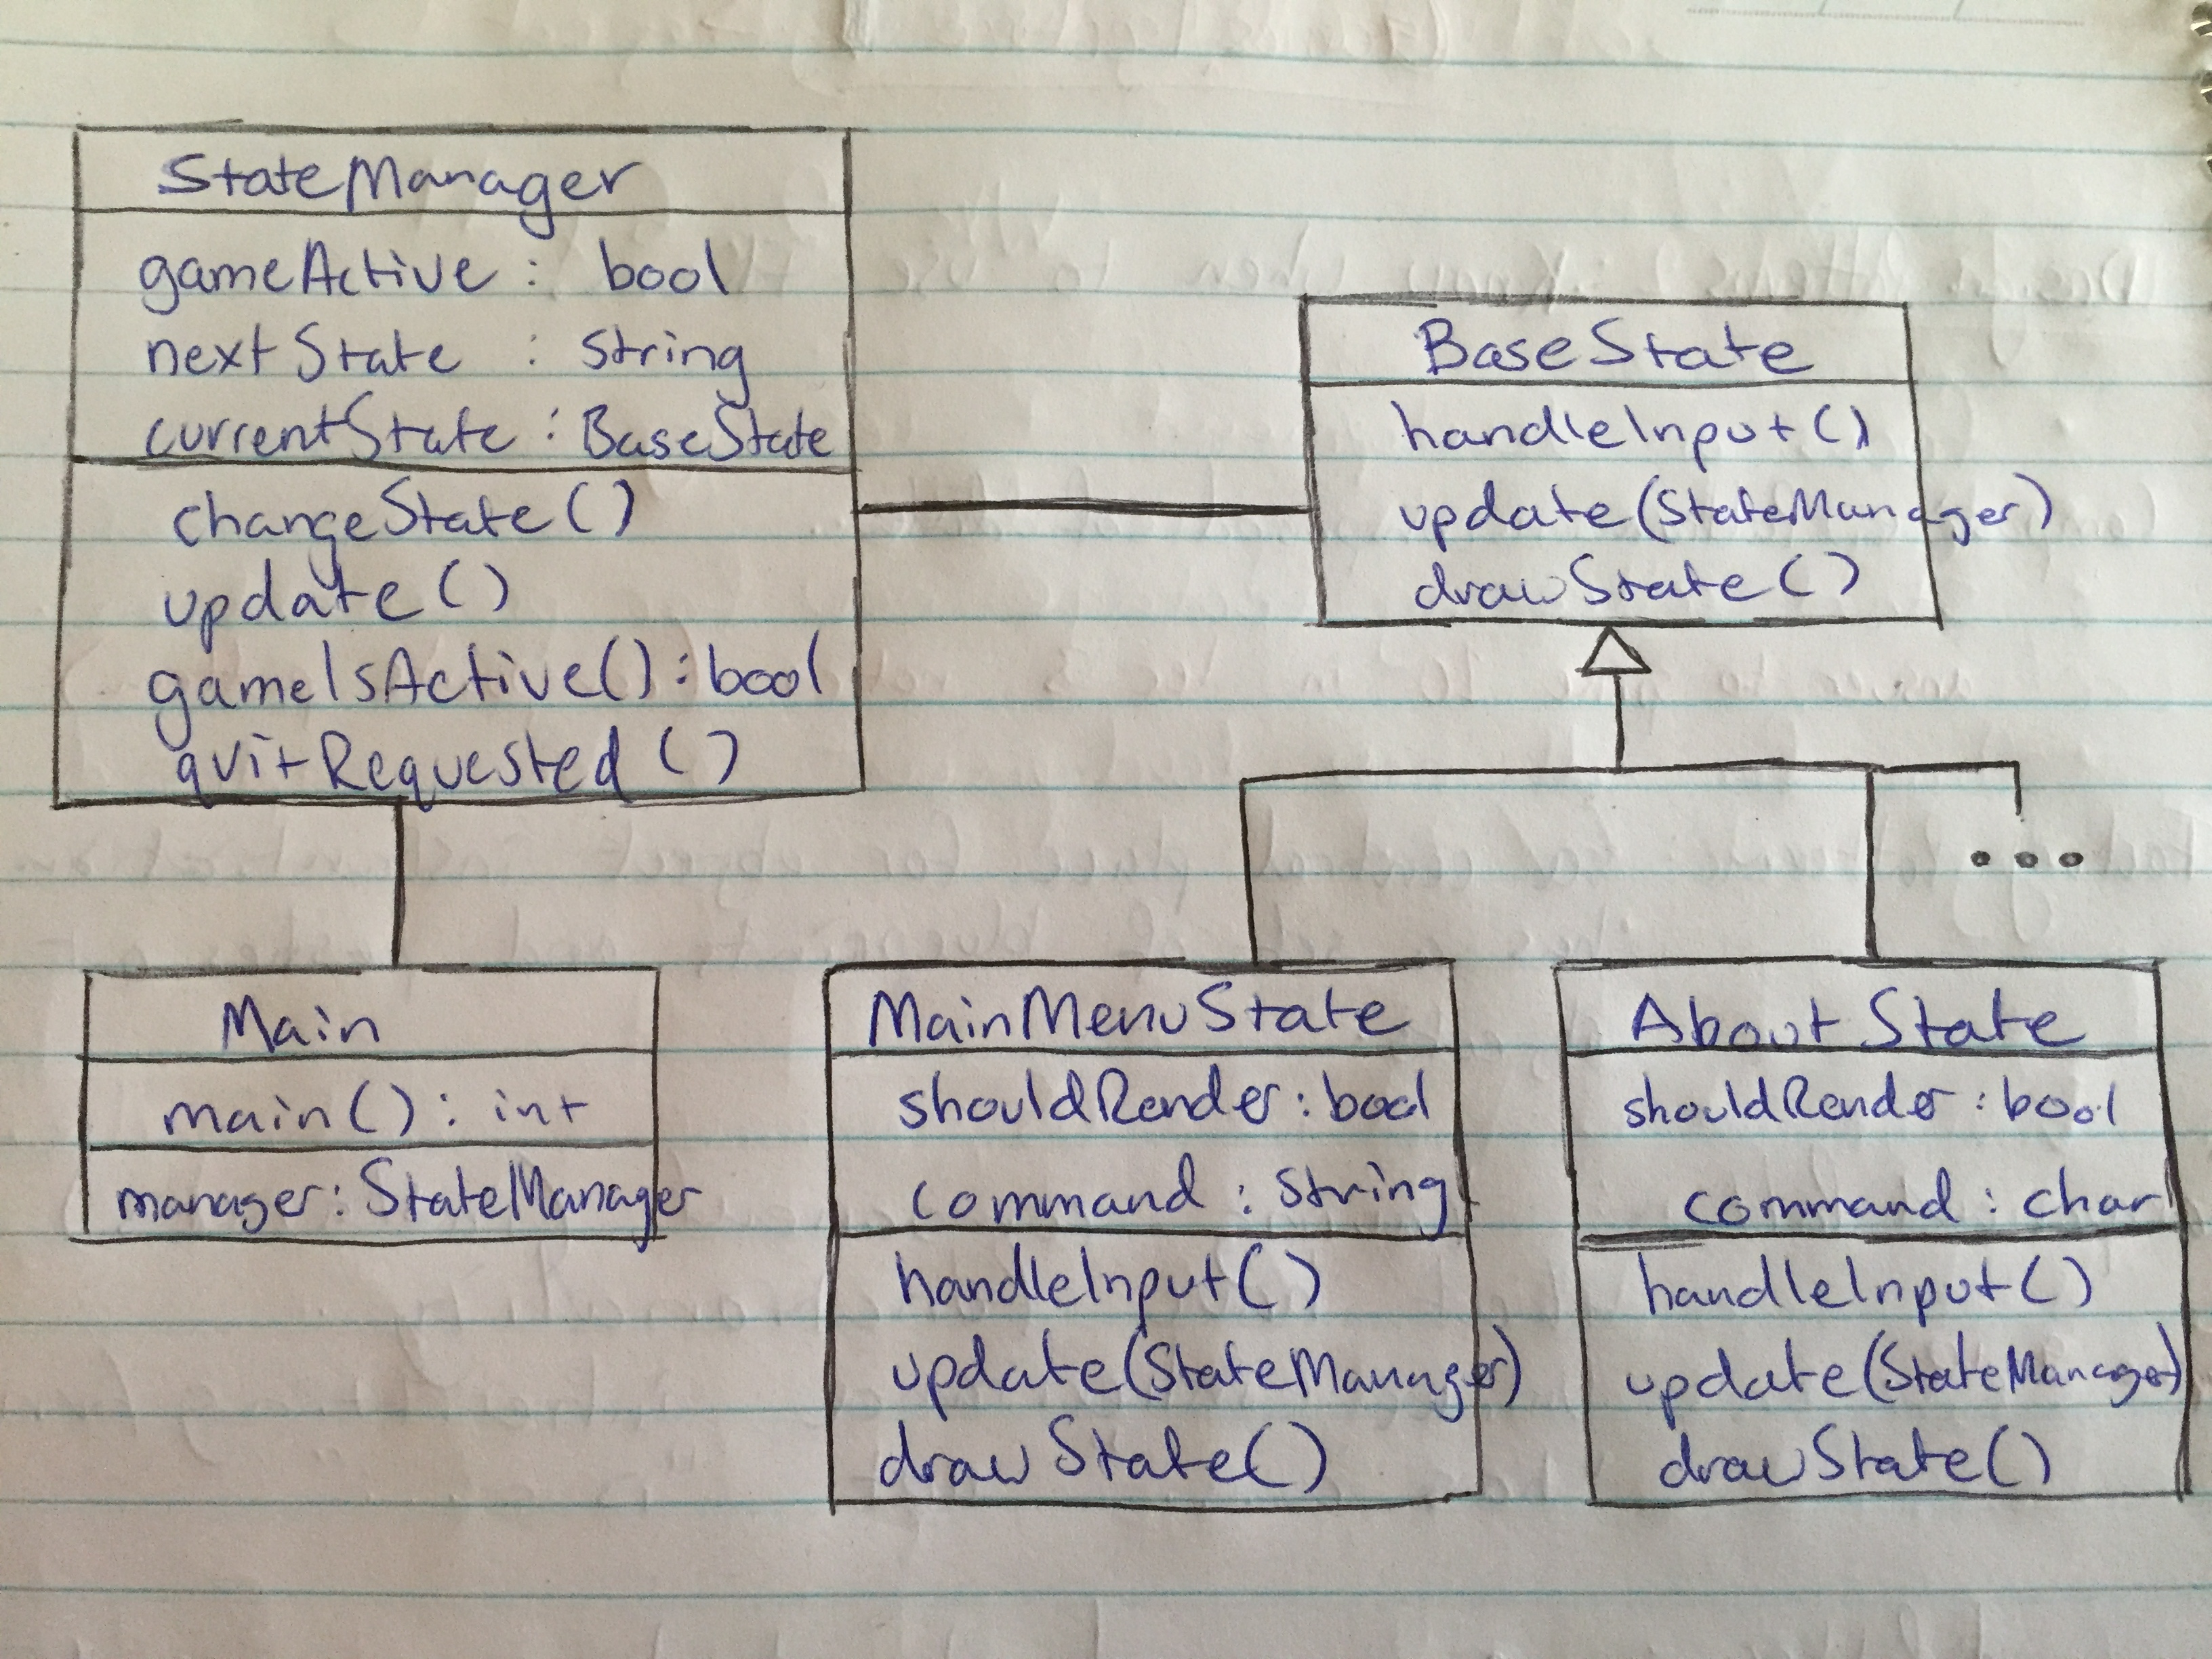 StateManager
gameActive : bool
nextState : string
currentState : BaseState
changeState()
update()
gameIsActive() : bool
quitRequested()
BaseState
handleInput()
update(StateManager)
drawState()
...
Main
main() : int
manager : StateManager
MainMenuState
shouldRender : bool
command : string
handleInput()
update(StateManager)
drawState()
AboutState
shouldRender : bool
command : char
handleInput()
update(StateManager)
drawState()